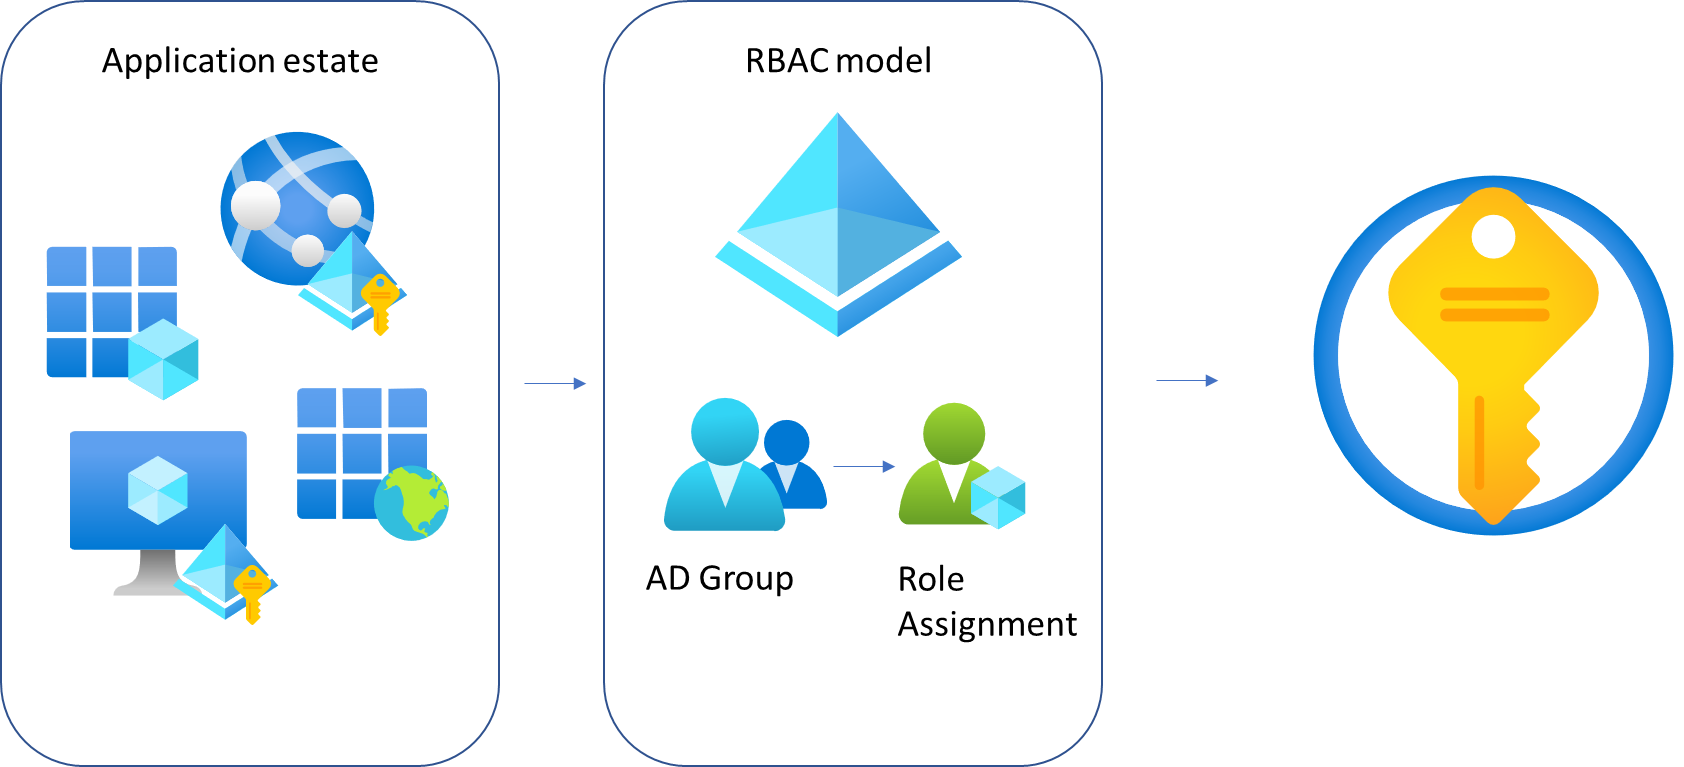 Application estate
RBAC model
AD Group
Role
Assignment